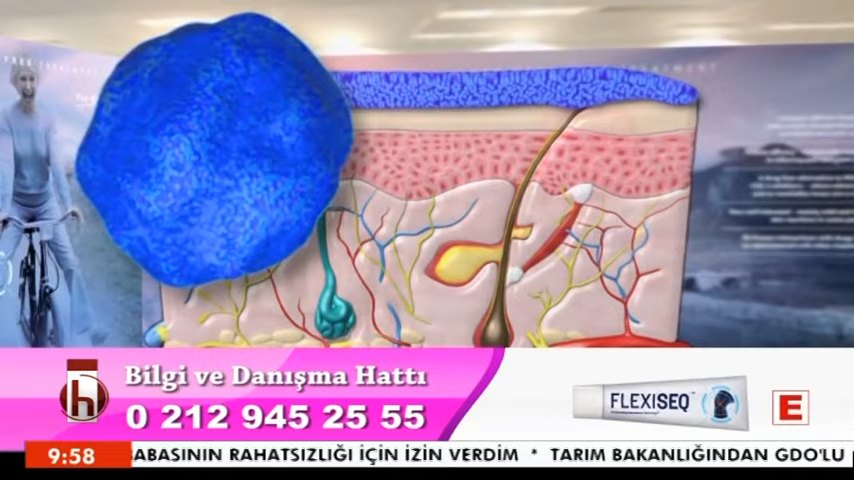 Bilgi ve Danışma Hattı
0 212 945 25 55
h
FLEXISEQ
E
9:58
BABASININ RAHATSIZLIĞI İÇİN İZİN VERDİM * TARIM BAKANLIĞINDAN GDO'LU